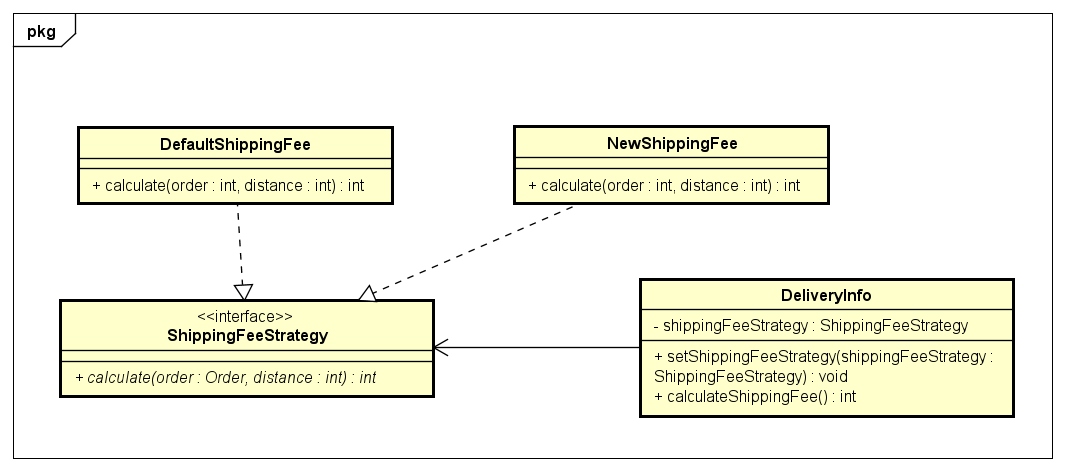 pkg
DefaultShippingFee
+ calculate(order : int, distance : int) : int
NewShippingFee
+ calculate(order : int, distance : int) : int
<<interface>>
ShippingFeeStrategy
+ calculate(order : Order, distance : int) : int
DeliveryInfo
- shippingFeeStrategy : ShippingFeeStrategy
+ setShippingFeeStrategy(shippingFeeStrategy :
ShippingFeeStrategy) : void
+ calculateShippingFee() : int